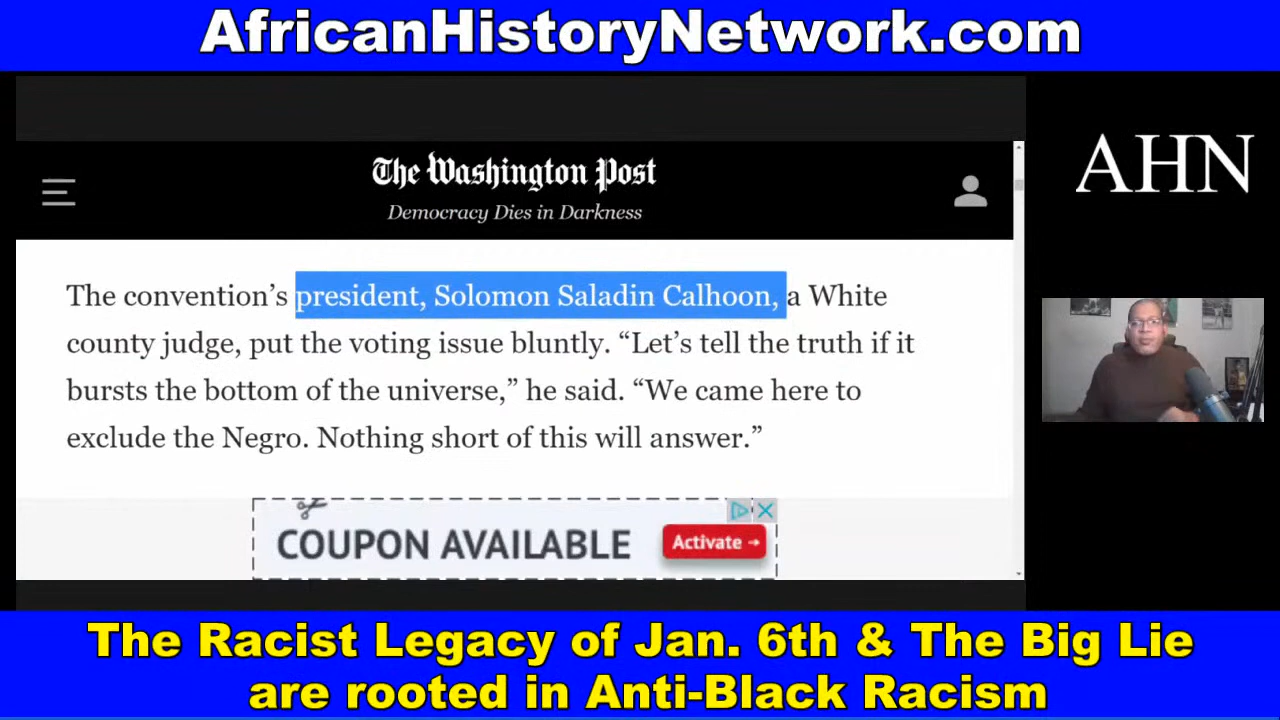 AfricanHistoryNetwork.com
The Washington Post
Democracy Dies in Darkness
AHN
The convention’s president, Solomon Saladin Calhoon, a White
county judge, put the voting issue bluntly. “Let’s tell the truth if it
bursts the bottom of the universe,” he said. “We came here to
exclude the Negro. Nothing short of this will answer.”
COUPON AVAILABLE
Activate →
The Racist Legacy of Jan. 6th & The Big Lie
are rooted in Anti-Black Racism